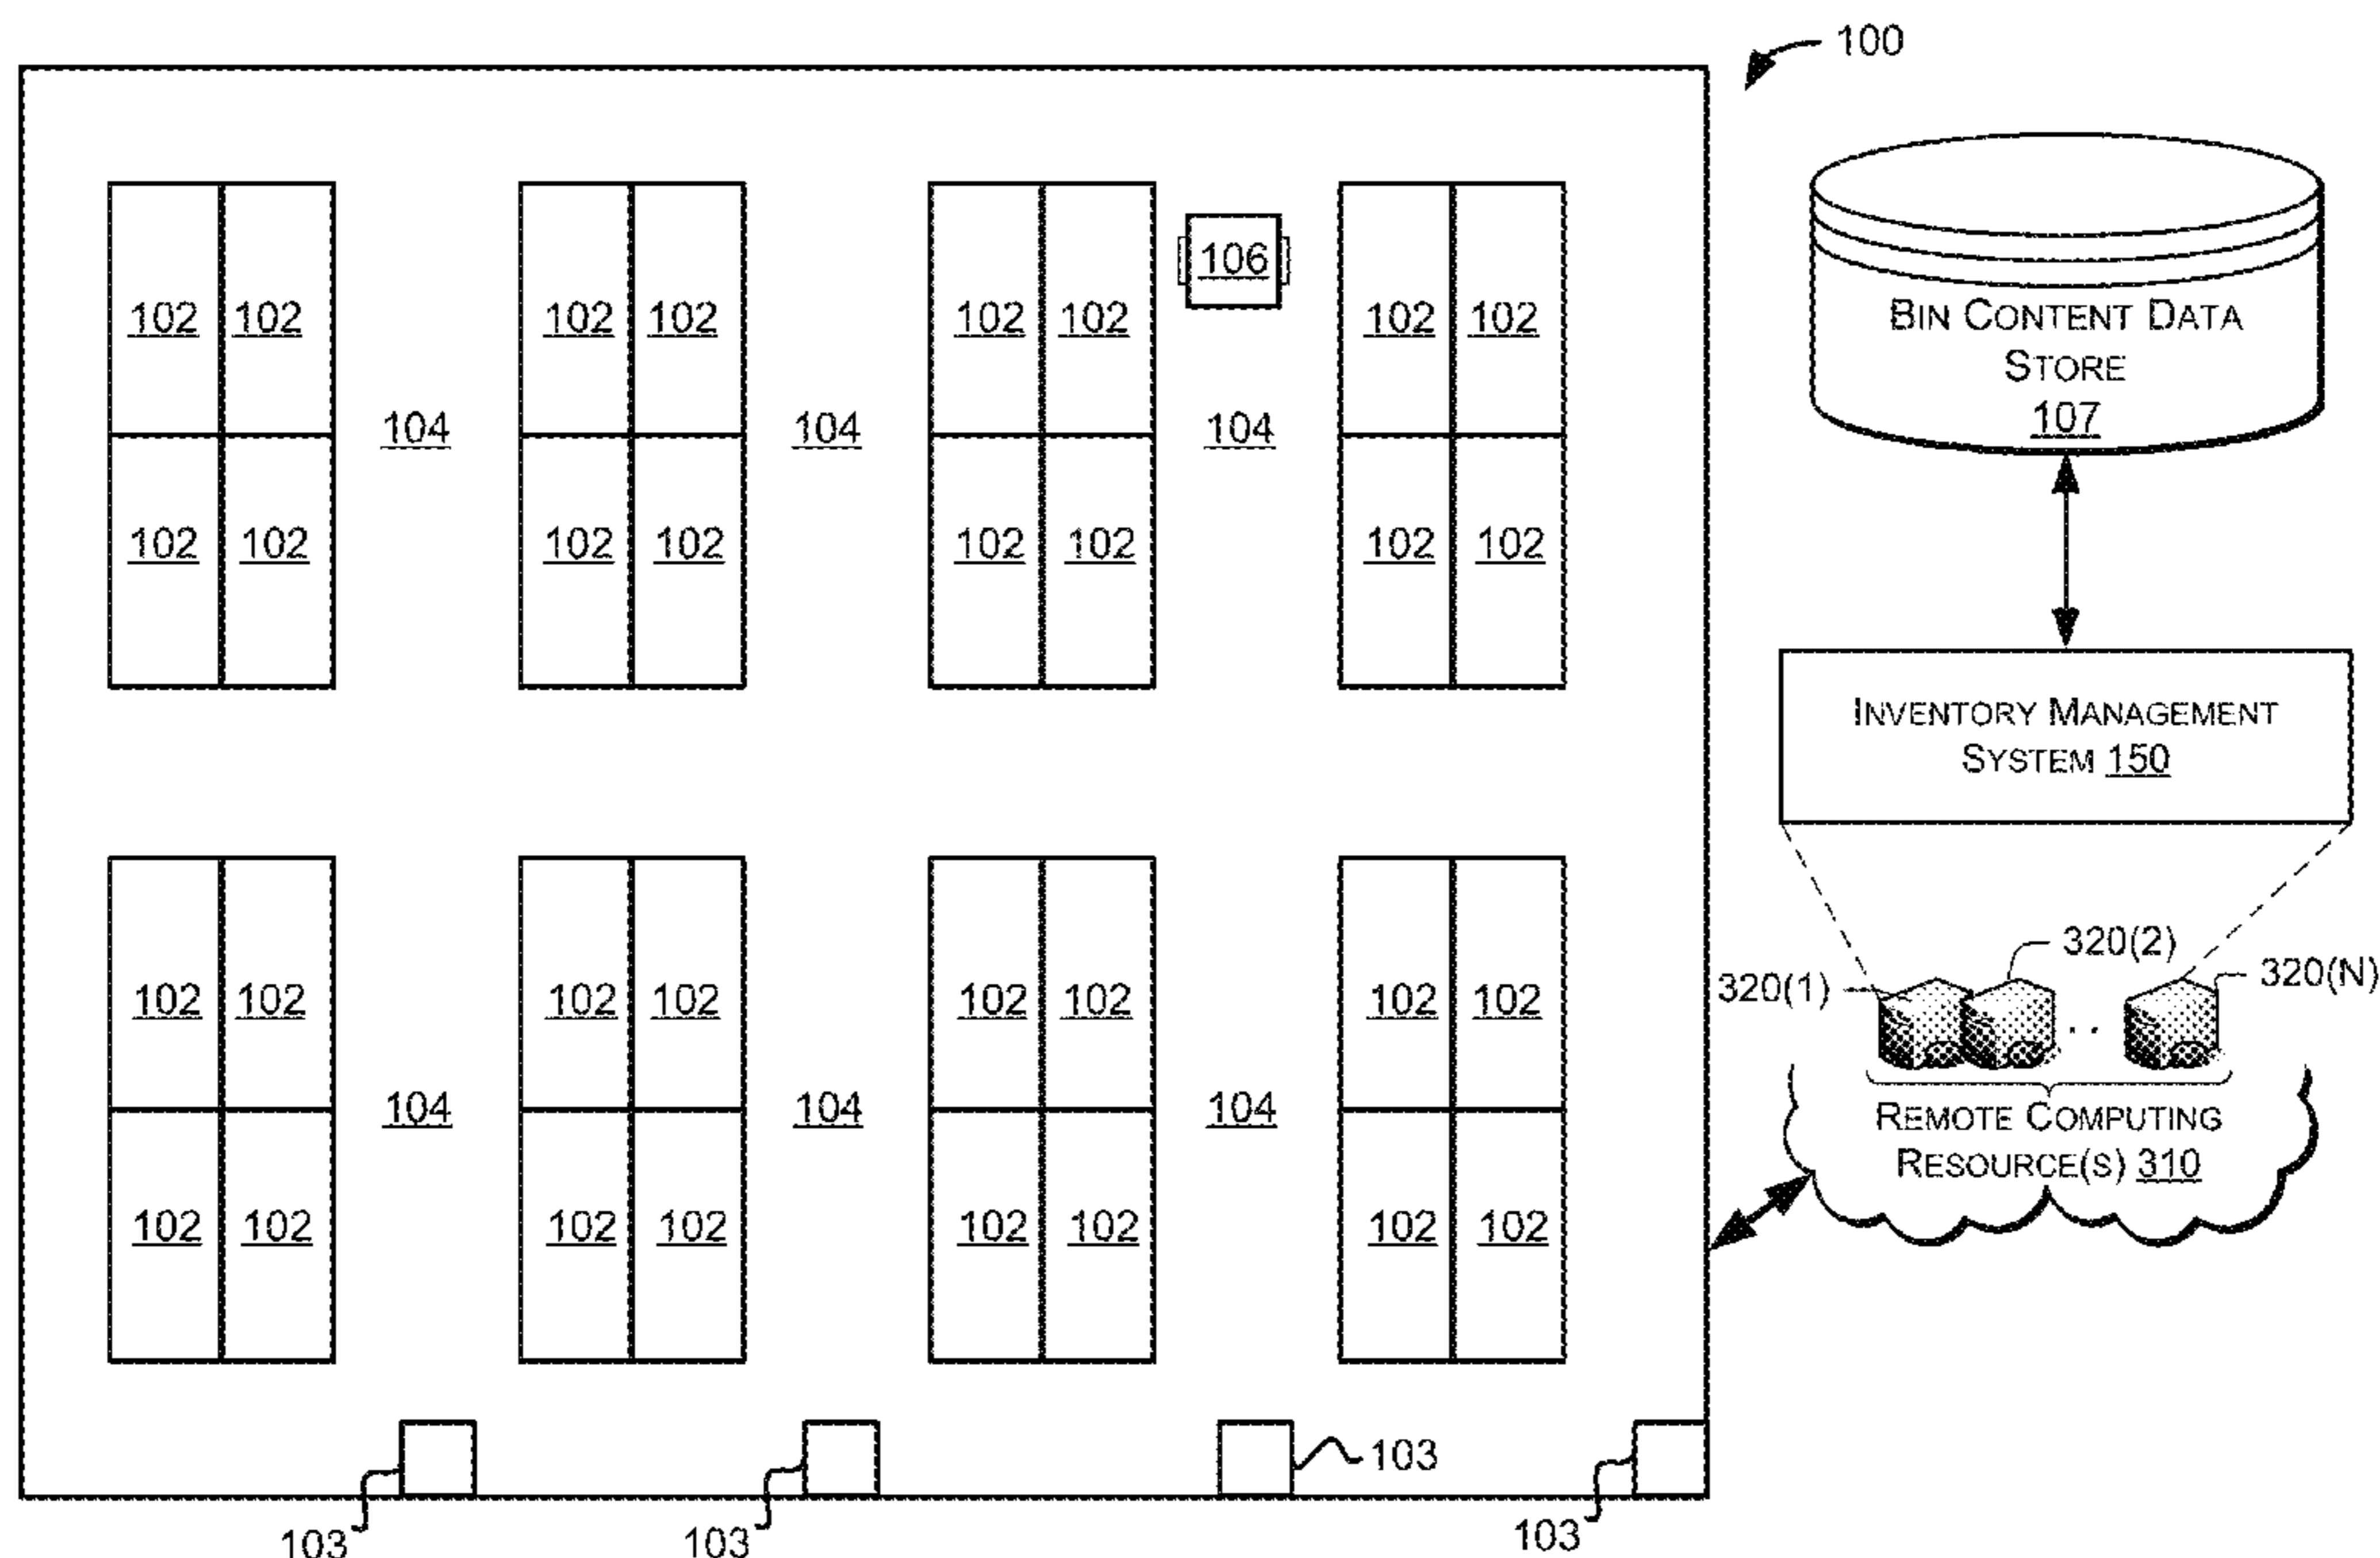 100
102 102 102 102 102 102 102 102
106
104 104 104
102 102 102 102 102 102 102 102
102 102 102 102 102 102 102 102
104 104 104
102 102 102 102 102 102 102 102
103
103
103
103
BIN CONTENT DATA
STORE
107
INVENTORY MANAGEMENT
SYSTEM 150
320(1)
320(2)
. .
320(N)
REMOTE COMPUTING
RESOURCE(S) 310